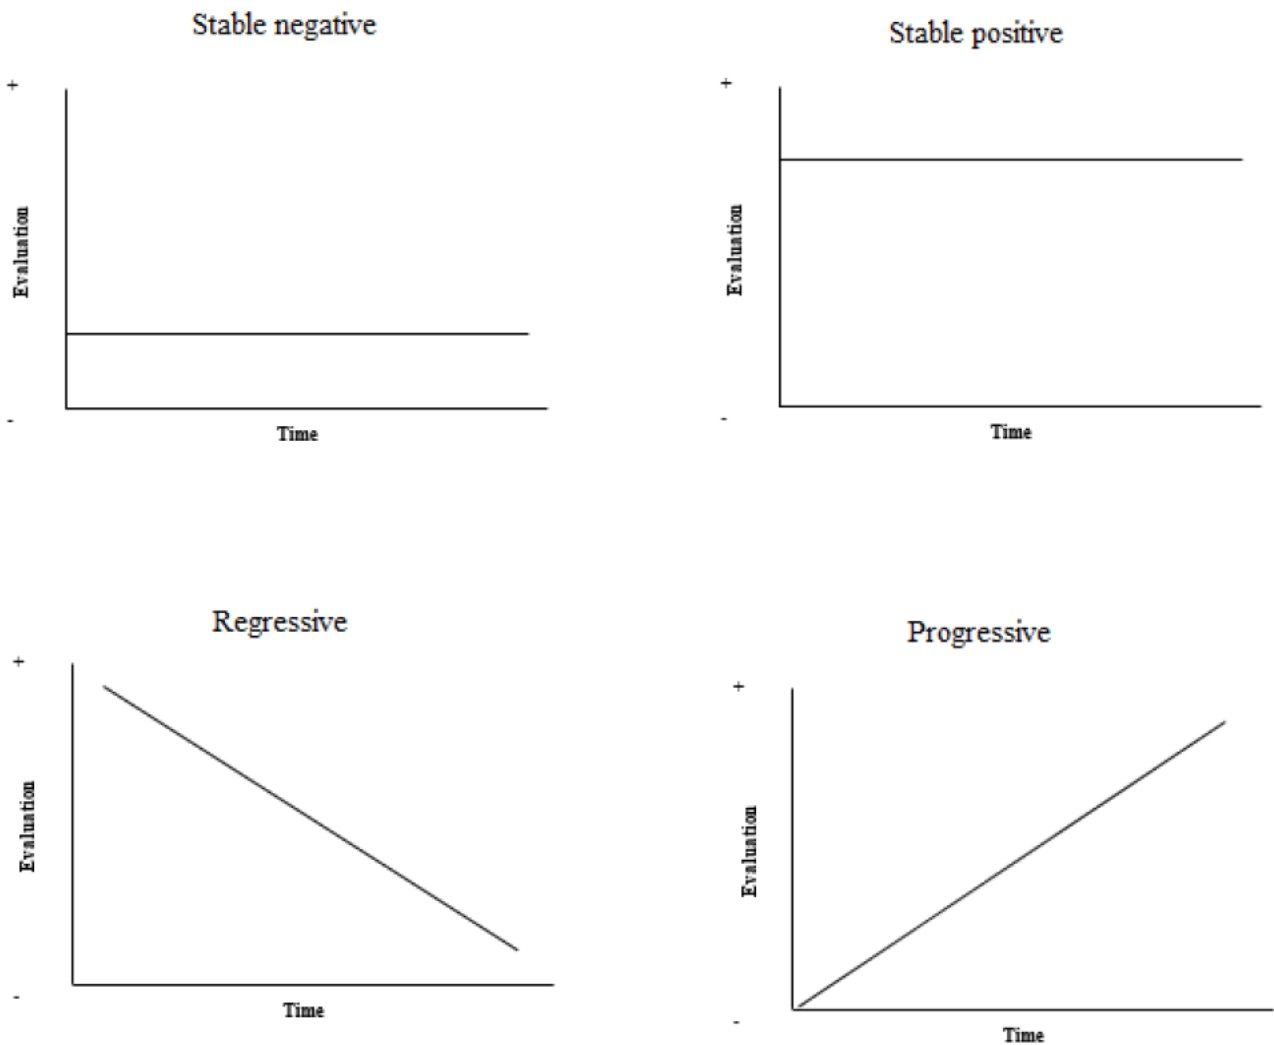 Stable negative
+
Evaluation
-
Time
Stable positive
+
Evaluation
-
Time
Regressive
+
Evaluation
-
Time
Progressive
+
Evaluation
-
Time